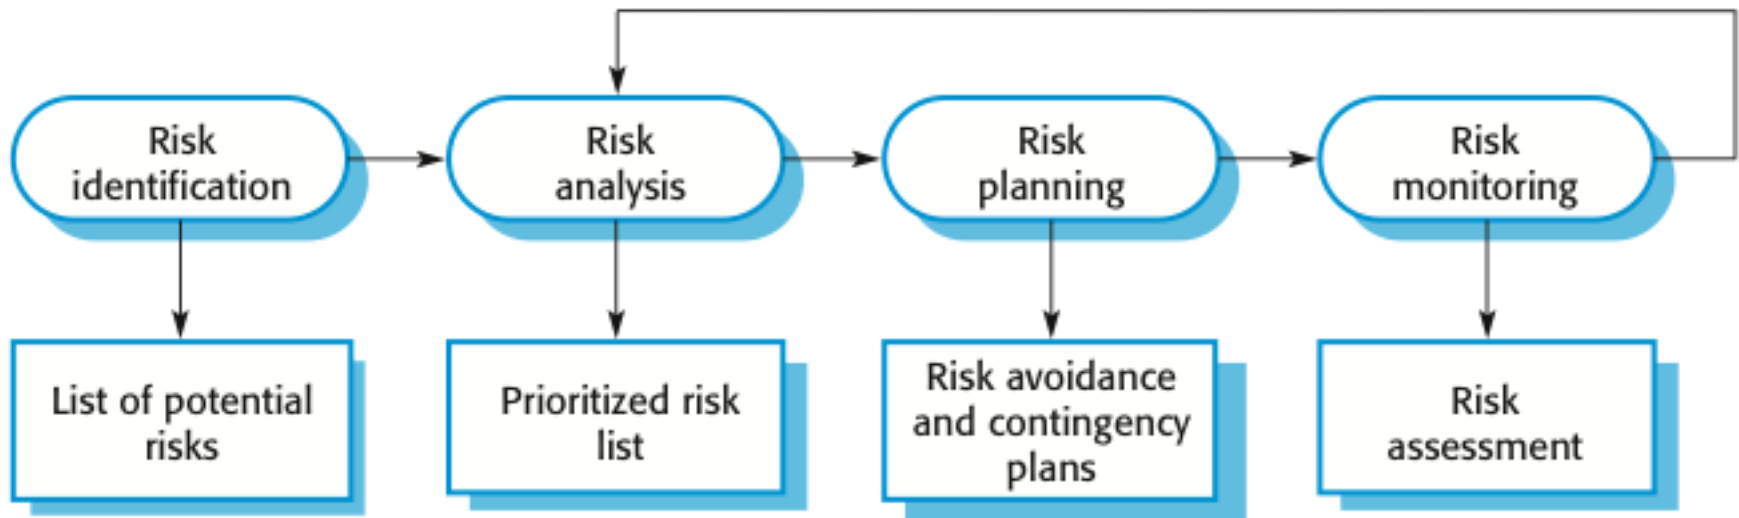 Risk
identification
Risk
analysis
Risk
planning
Risk
monitoring
List of potential
risks
Prioritized risk
list
Risk avoidance
and contingency
plans
Risk
assessment